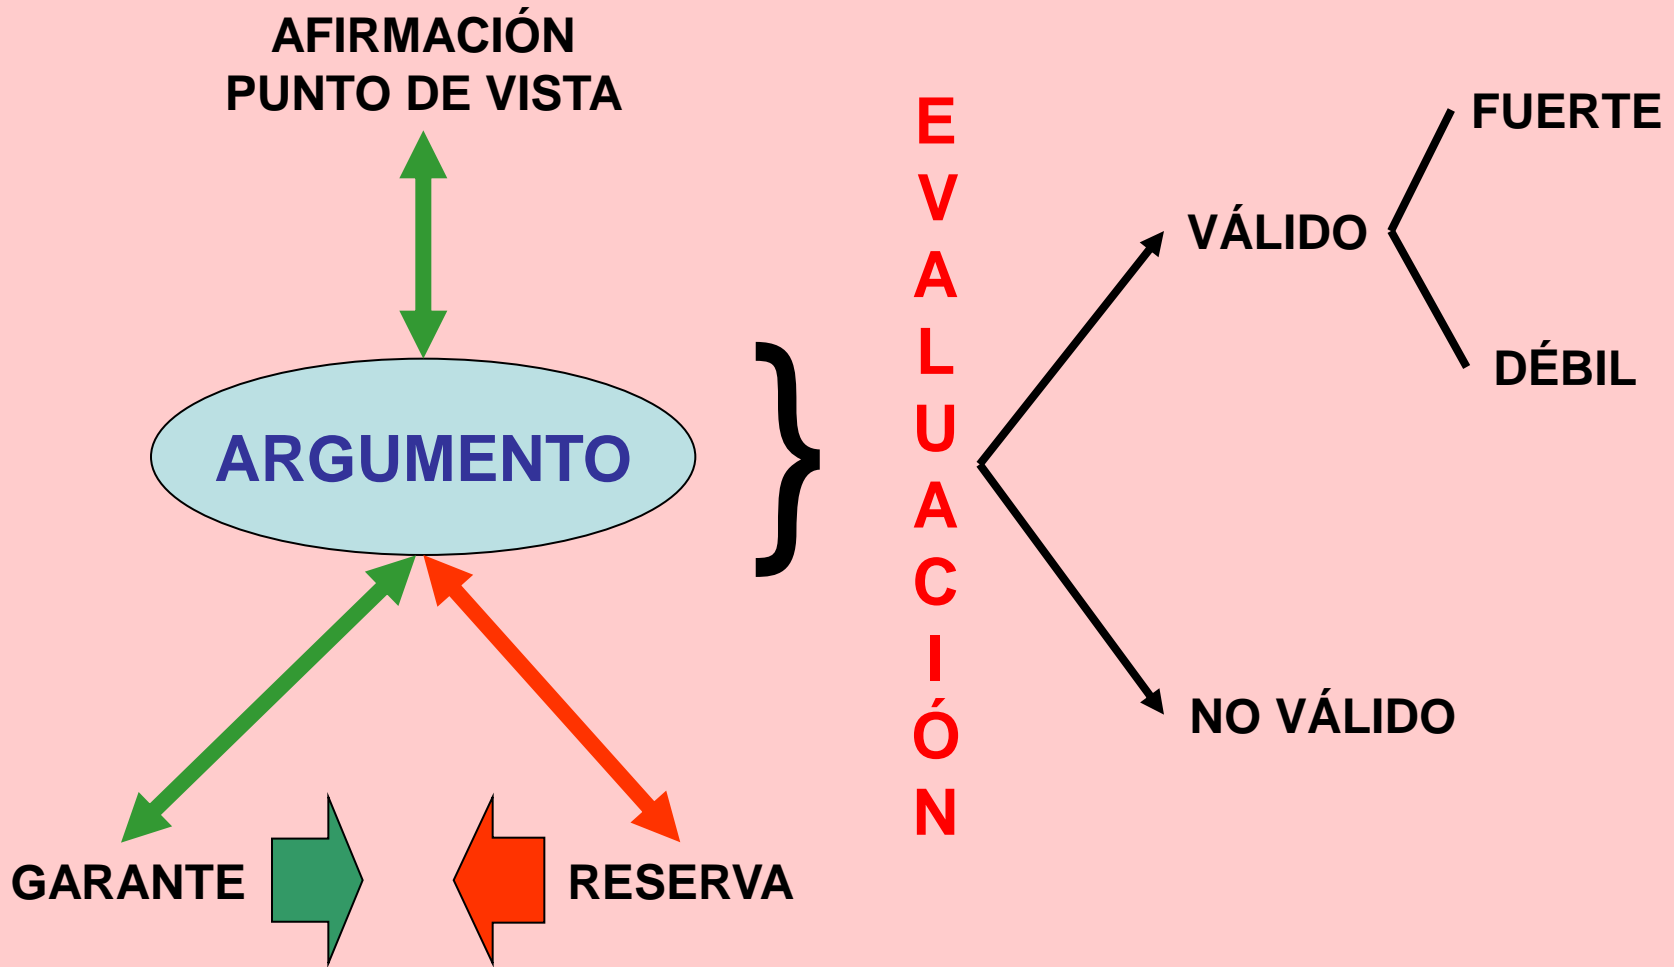 AFIRMACIÓN
PUNTO DE VISTA
ARGUMENTO
GARANTE
RESERVA
}
E
V
A
L
U
A
C
I
Ó
N
VÁLIDO
FUERTE
DÉBIL
NO VÁLIDO